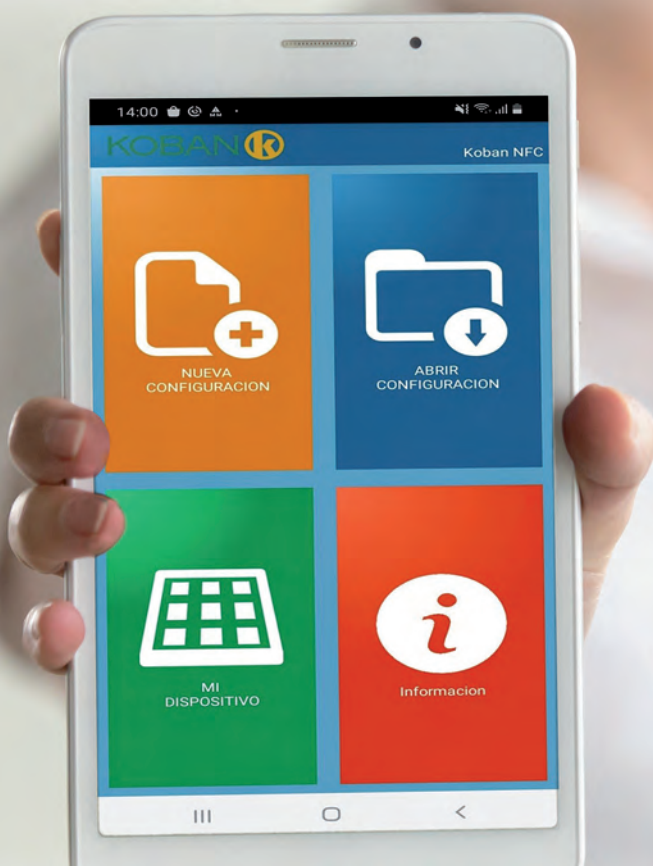 14:00
KOBAN k
Koban NFC
NUEVA
CONFIGURACION
ABRIR
CONFIGURACION
MI
DISPOSITIVO
i
Informacion